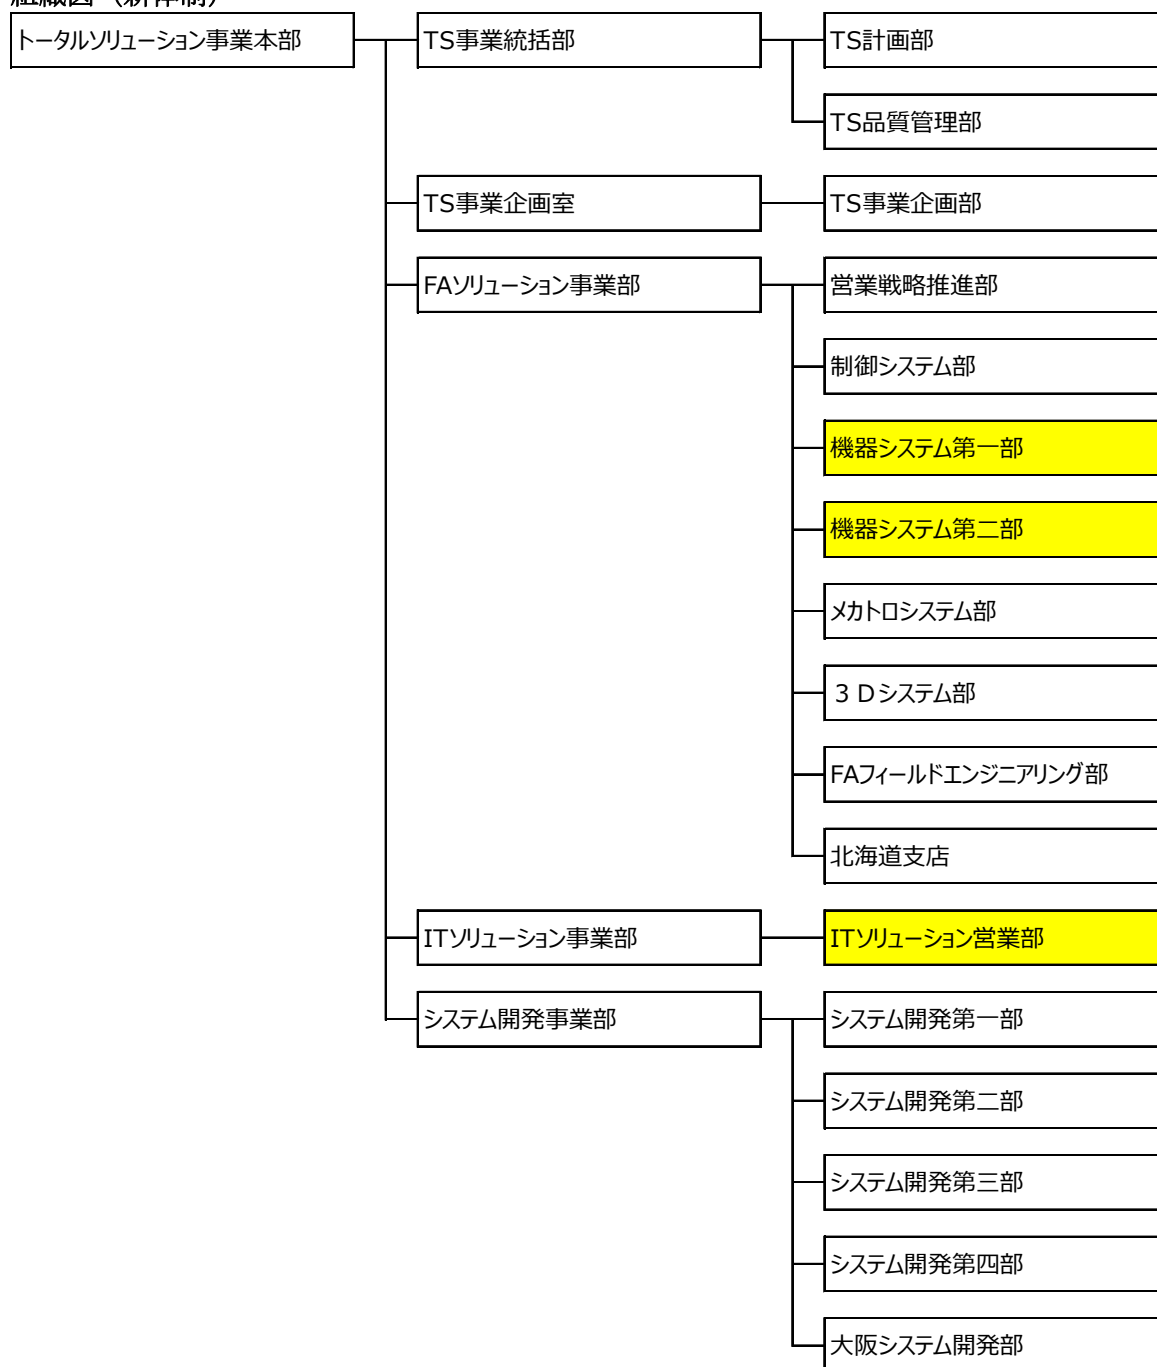 組織図（新体制）
トータルソリューション事業本部
TS事業統括部
TS計画部
TS品質管理部
TS事業企画室
TS事業企画部
FAソリューション事業部
営業戦略推進部
制御システム部
機器システム第一部
機器システム第二部
メカトロシステム部
３Ｄシステム部
FAフィールドエンジニアリング部
北海道支店
ITソリューション事業部
ITソリューション営業部
システム開発事業部
システム開発第一部
システム開発第二部
システム開発第三部
システム開発第四部
大阪システム開発部